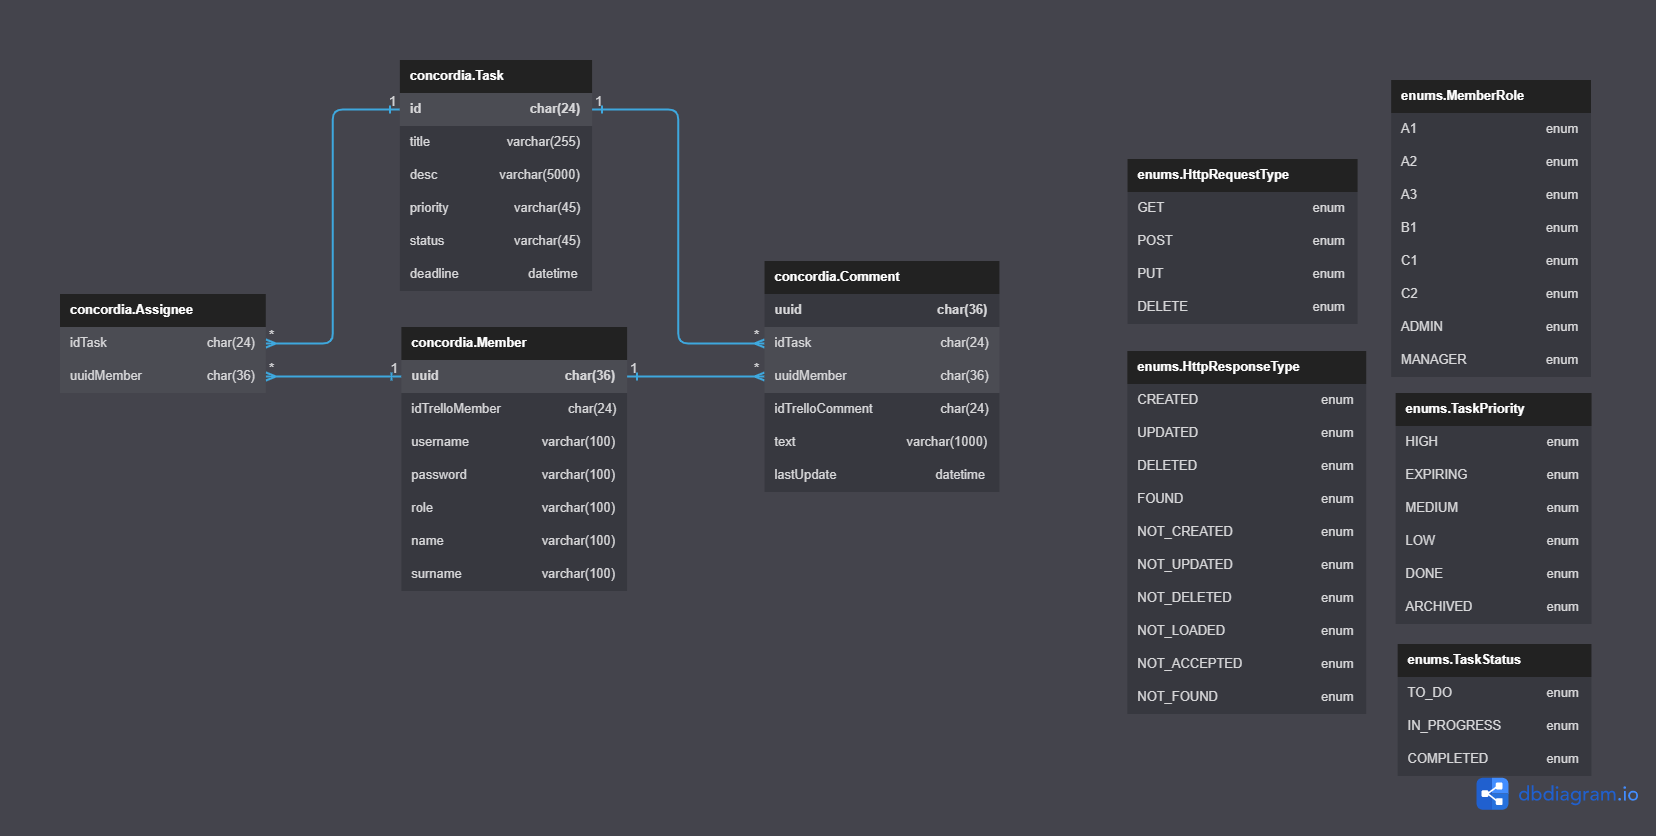 concordia.Task
1 id char(24) 1
title varchar(255)
desc varchar(5000)
priority varchar(45)
status varchar(45)
deadline datetime
concordia.Assignee
idTask char(24) *
uuidMember char(36) *
concordia.Member
1 uuid char(36) 1
idTrelloMember char(24)
username varchar(100)
password varchar(100)
role varchar(100)
name varchar(100)
surname varchar(100)
concordia.Comment
uuid char(36)
* idTask char(24)
* uuidMember char(36)
idTrelloComment char(24)
text varchar(1000)
lastUpdate datetime
enums.HttpRequestType
GET enum
POST enum
PUT enum
DELETE enum
enums.HttpResponseType
CREATED enum
UPDATED enum
DELETED enum
FOUND enum
NOT_CREATED enum
NOT_UPDATED enum
NOT_DELETED enum
NOT_LOADED enum
NOT_ACCEPTED enum
NOT_FOUND enum
enums.MemberRole
A1 enum
A2 enum
A3 enum
B1 enum
C1 enum
C2 enum
ADMIN enum
MANAGER enum
enums.TaskPriority
HIGH enum
EXPIRING enum
MEDIUM enum
LOW enum
DONE enum
ARCHIVED enum
enums.TaskStatus
TO_DO enum
IN_PROGRESS enum
COMPLETED enum
dbdiagram.io